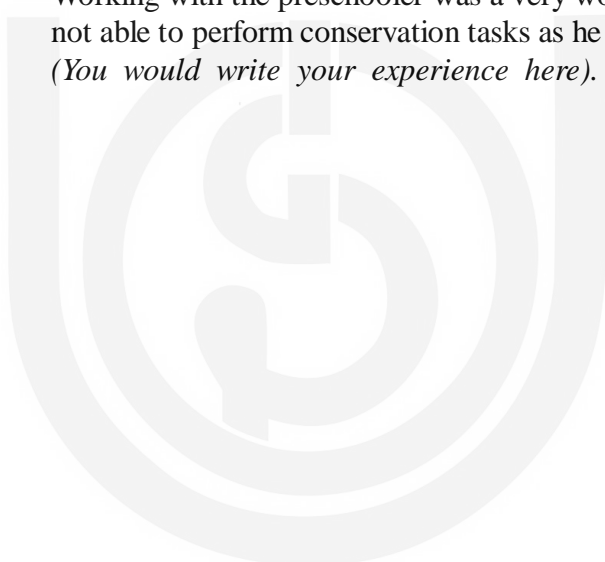 Working with the preschooler was a very
not able to perform conservation tasks as he
(You would write your experience here).